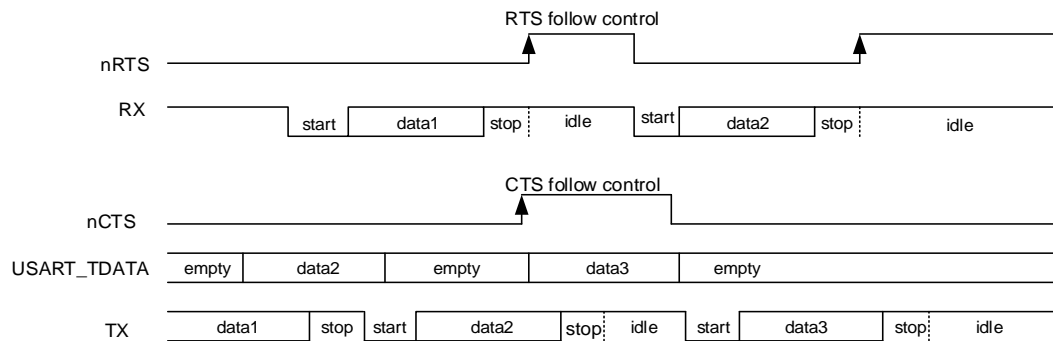 RTS follow control
nRTS
RX
start data1 stop idle start data2 stop idle
CTS follow control
nCTS
USART_TDATA empty data2 empty data3 empty
TX data1 stop start data2 stop idle start data3 stop idle